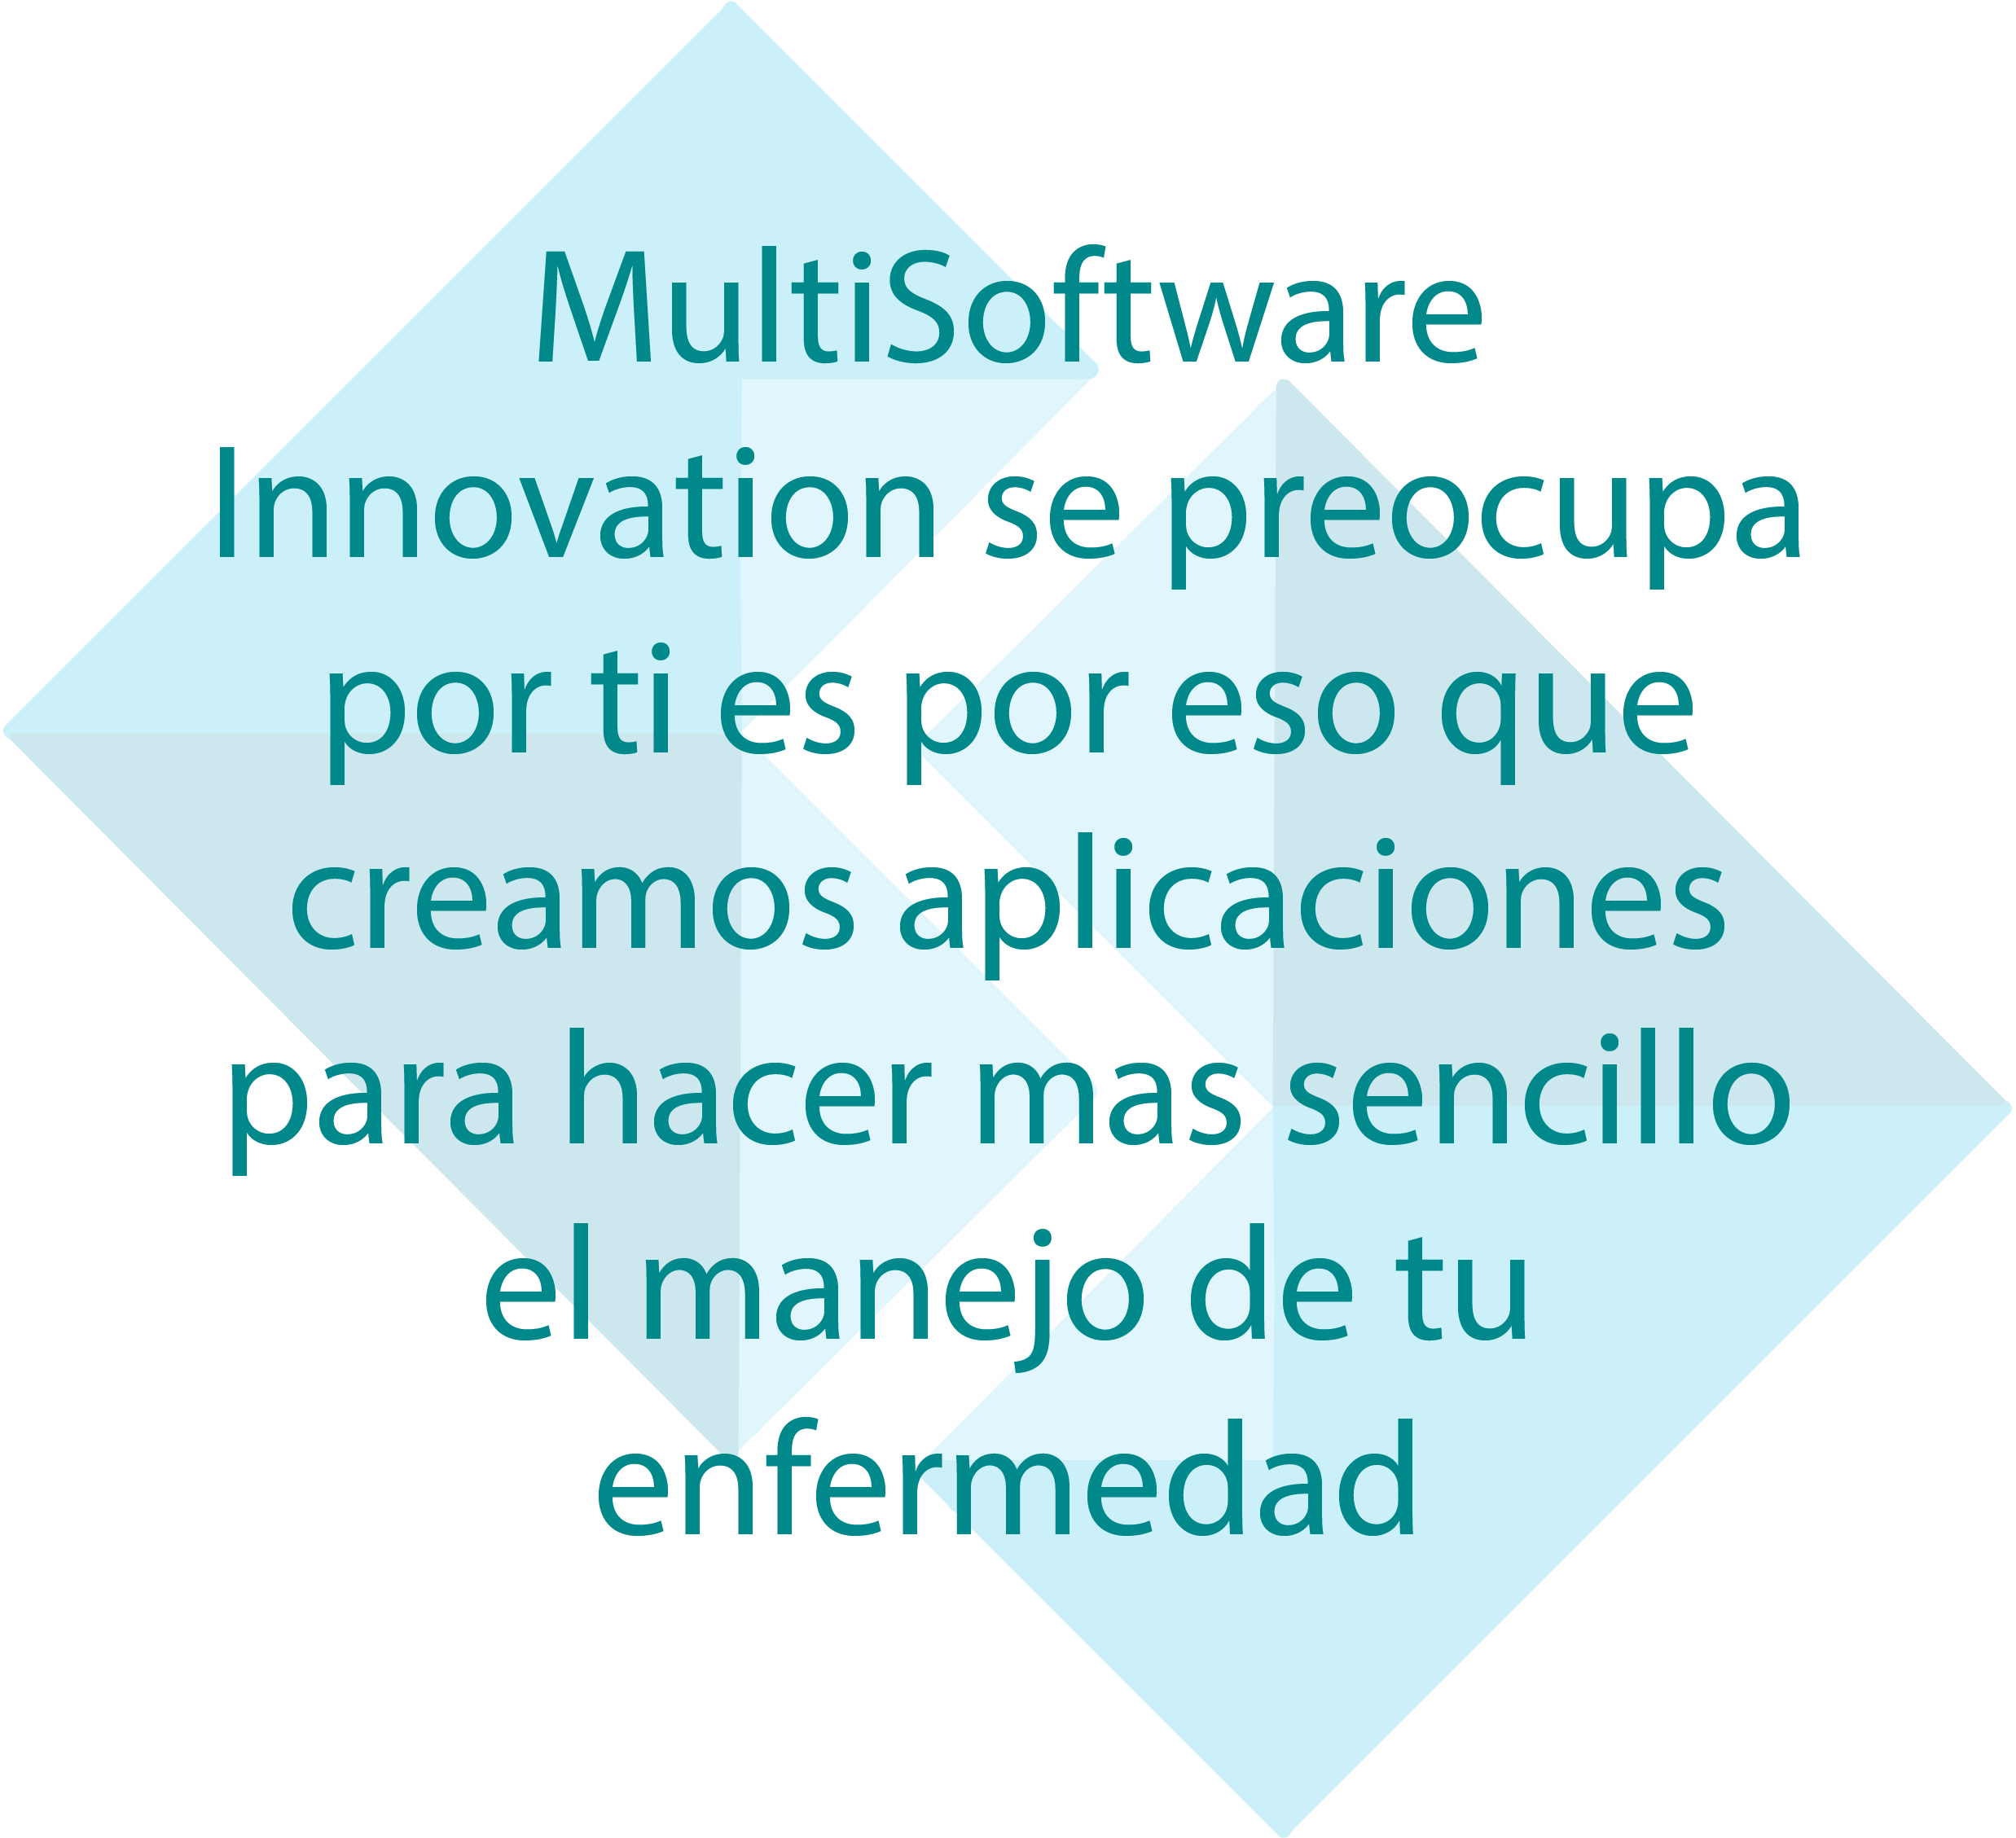 MultiSoftware
Innovation se preocupa
por ti es por eso que
creamos aplicaciones
para hacer mas sencillo
el manejo de tu
enfermedad